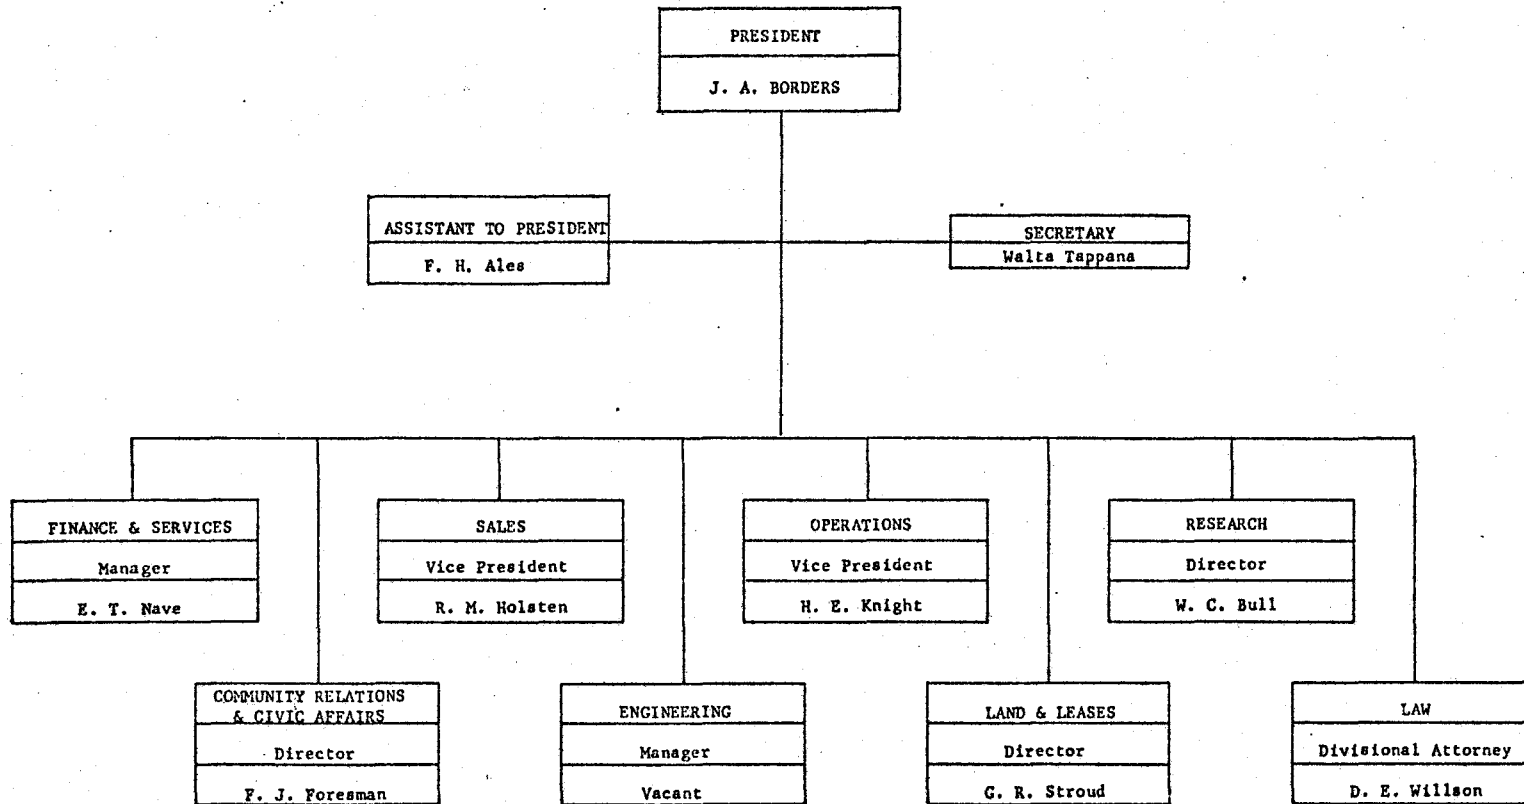 PRESIDENT
J. A. BORDERS
ASSISTANT TO PRESIDENT
F. H. Ales
SECRETARY
Walta Tappana
FINANCE & SERVICES
Manager
E. T. Nave
SALES
Vice President
R. M. Holsten
OPERATIONS
Vice President
H. E. Knight
RESEARCH
Director
W. C. Bull
COMMUNITY RELATIONS
& CIVIC AFFAIRS
Director
F. J. Foresman
ENGINEERING
Manager
Vacant
LAND & LEASES
Director
G. R. Stroud
LAW
Divisional Attorney
D. E. Willson